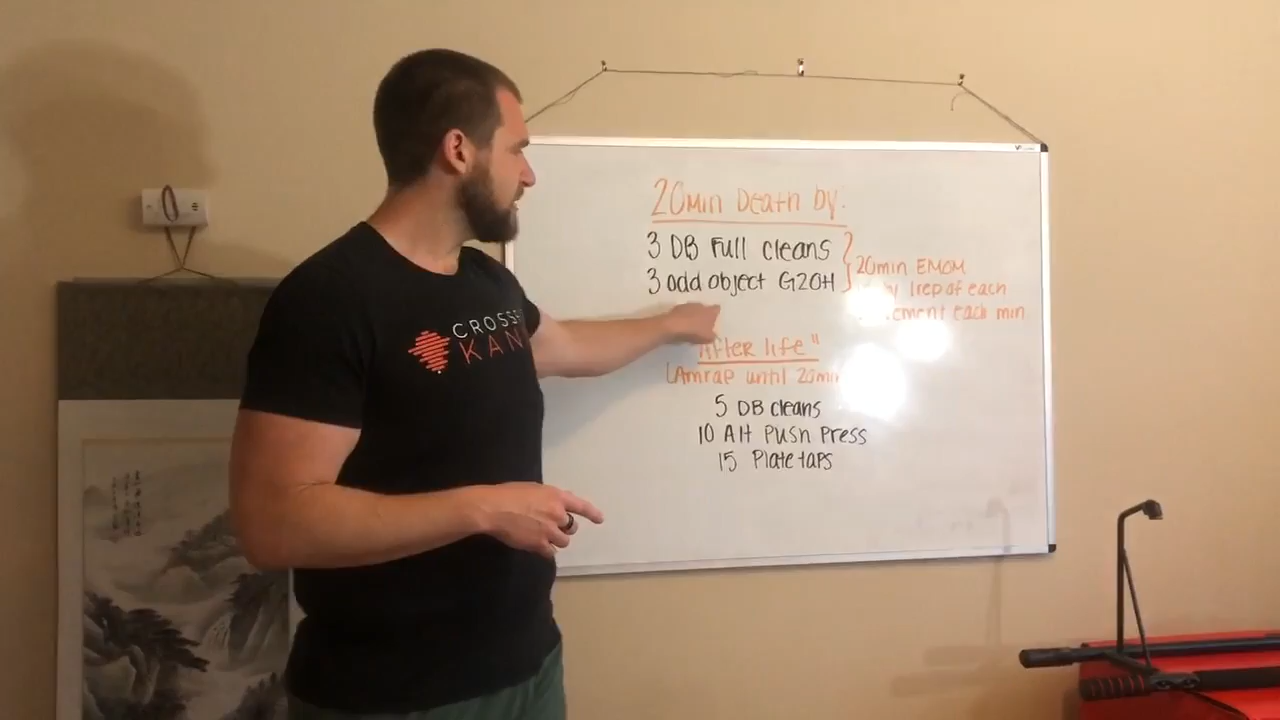 20min Death by:
3 DB Full cleans
3 odd object G2OH
20min EMOM
1rep of each
each min
"After life"
(Amrap until 20min
5 DB cleans
10 Alt Push Press
15 Plate taps
CROSSF
KAN